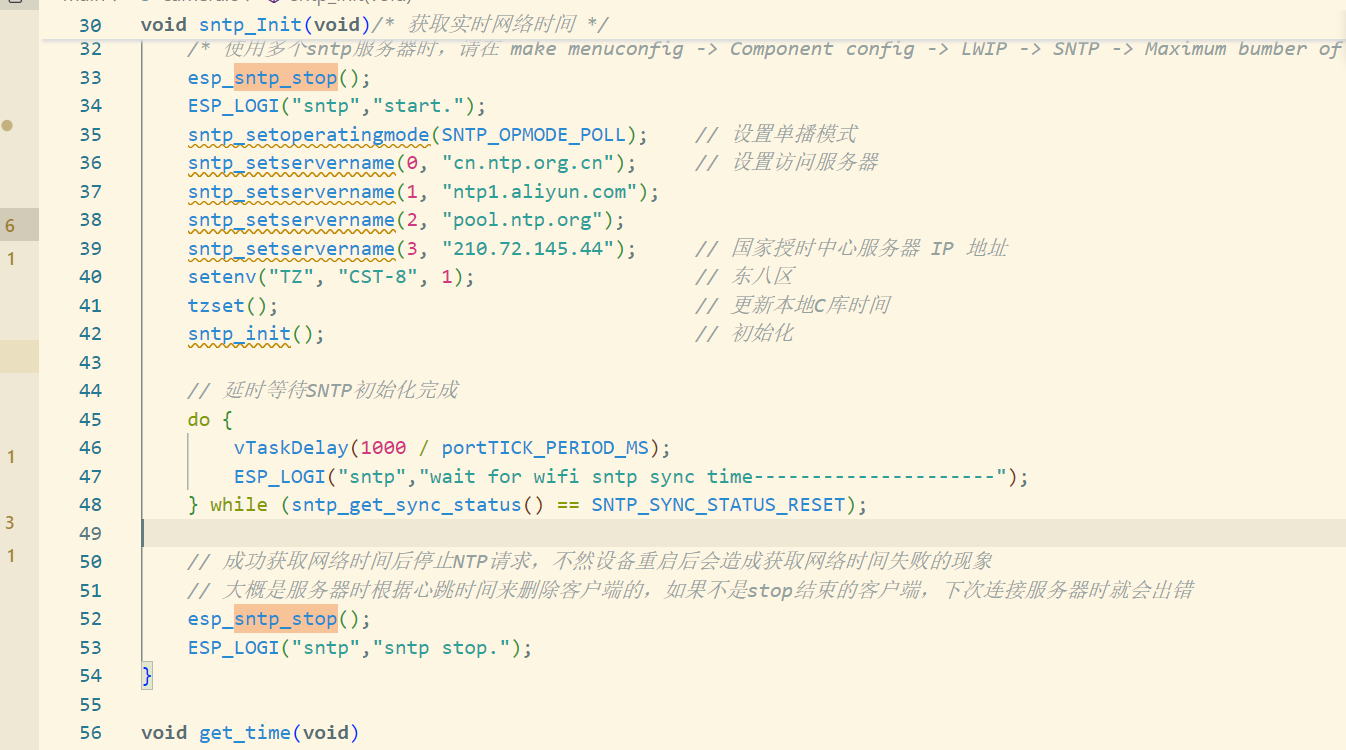 30 void sntp_Init(void)/* 获取实时网络时间 */
32 /* 使用多个sntp服务器时，请在 make menuconfig -> Component config -> LWIP -> SNTP -> Maximum bumber of
33 esp_sntp_stop();
34 ESP_LOGI("sntp","start.");
35 sntp_setoperatingmode(SNTP_OPMODE_POLL); // 设置单播模式
36 sntp_setservername(0, "cn.ntp.org.cn"); // 设置访问服务器
37 sntp_setservername(1, "ntp1.aliyun.com");
38 sntp_setservername(2, "pool.ntp.org");
39 sntp_setservername(3, "210.72.145.44"); // 国家授时中心服务器 IP 地址
40 setenv("TZ", "CST-8", 1); // 东八区
41 tzset(); // 更新本地C库时间
42 sntp_init(); // 初始化
43
44 // 延时等待SNTP初始化完成
45 do {
46 vTaskDelay(1000 / portTICK_PERIOD_MS);
47 ESP_LOGI("sntp","wait for wifi sntp sync time---------------------");
48 } while (sntp_get_sync_status() == SNTP_SYNC_STATUS_RESET);
49
50 // 成功获取网络时间后停止NTP请求，不然设备重启后会造成获取网络时间失败的现象
51 // 大概是服务器时根据心跳时间来删除客户端的，如果不是stop结束的客户端，下次连接服务器时就会出错
52 esp_sntp_stop();
53 ESP_LOGI("sntp","sntp stop.");
54 }
55
56 void get_time(void)
6
1
1
3
1